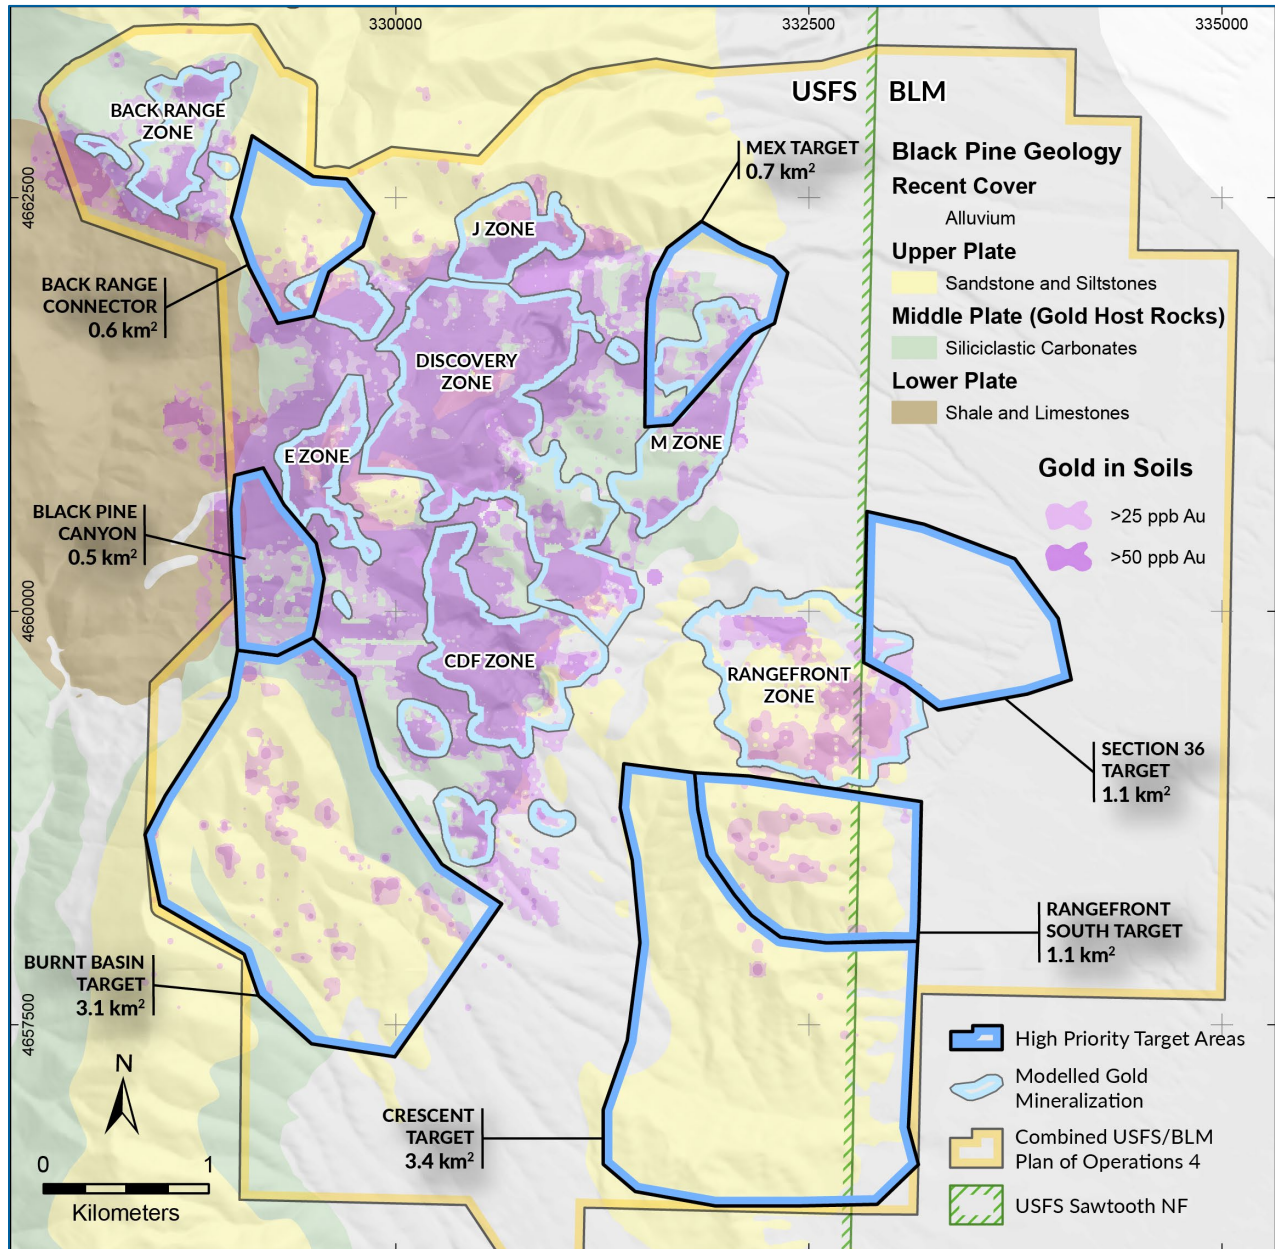 330000
332500
335000
4662500
4660000
4657500
USFS
BLM
BACK RANGE
ZONE
MEX TARGET
0.7 km²
Black Pine Geology
Recent Cover
Alluvium
Upper Plate
Sandstone and Siltstones
Middle Plate (Gold Host Rocks)
Siliciclastic Carbonates
Lower Plate
Shale and Limestones
Gold in Soils
>25 ppb Au
>50 ppb Au
J ZONE
BACK RANGE
CONNECTOR
0.6 km²
DISCOVERY
ZONE
E ZONE
M ZONE
BLACK PINE
CANYON
0.5 km²
CDF ZONE
RANGEFRONT
ZONE
SECTION 36
TARGET
1.1 km²
RANGEFRONT
SOUTH TARGET
1.1 km²
BURNT BASIN
TARGET
3.1 km²
CRESCENT
TARGET
3.4 km²
N
0
1
Kilometers
High Priority Target Areas
Modelled Gold
Mineralization
Combined USFS/BLM
Plan of Operations 4
USFS Sawtooth NF